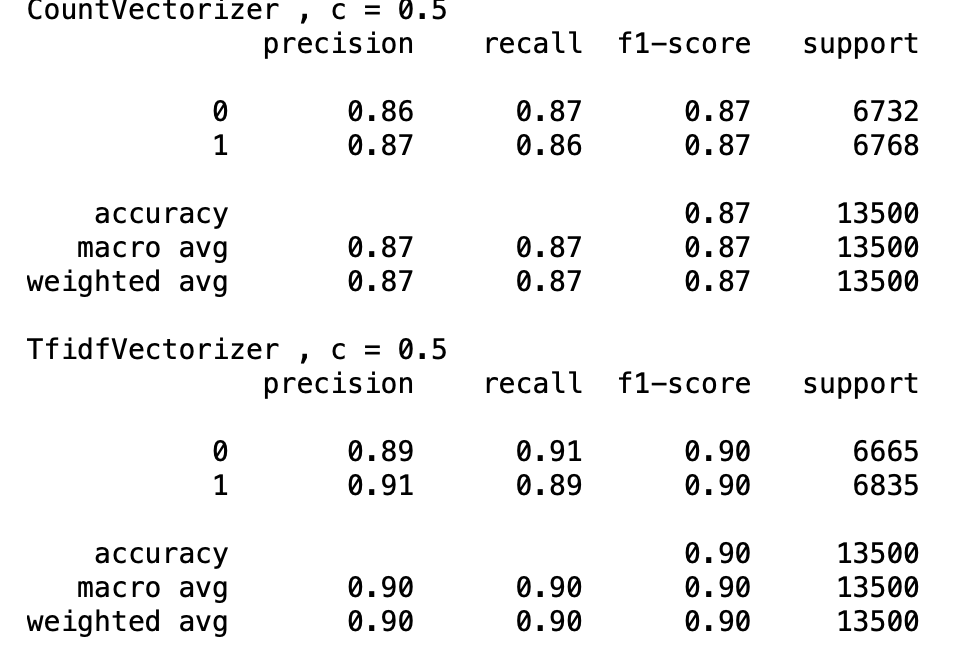 CountVectorizer , c = 0.5
precision recall f1-score support
0 0.86 0.87 0.87 6732
1 0.87 0.86 0.87 6768
accuracy 0.87 13500
macro avg 0.87 0.87 0.87 13500
weighted avg 0.87 0.87 0.87 13500
TfidfVectorizer , c = 0.5
precision recall f1-score support
0 0.89 0.91 0.90 6665
1 0.91 0.89 0.90 6835
accuracy 0.90 13500
macro avg 0.90 0.90 0.90 13500
weighted avg 0.90 0.90 0.90 13500